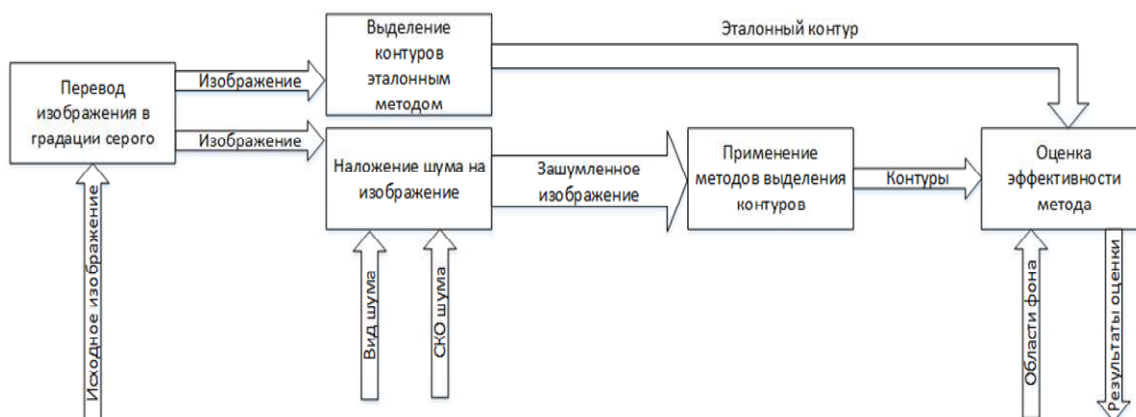 Перевод
изображения в
градации серого
Изображение
Изображение
Выделение
контуров
эталонным
методом
Эталонный контур
Наложение шума на
изображение
Зашумленное
изображение
Применение
методов выделения
контуров
Контуры
Оценка
эффективности
метода
Исходное изображение
Вид шума
СКО шума
Области фона
Результаты оценки